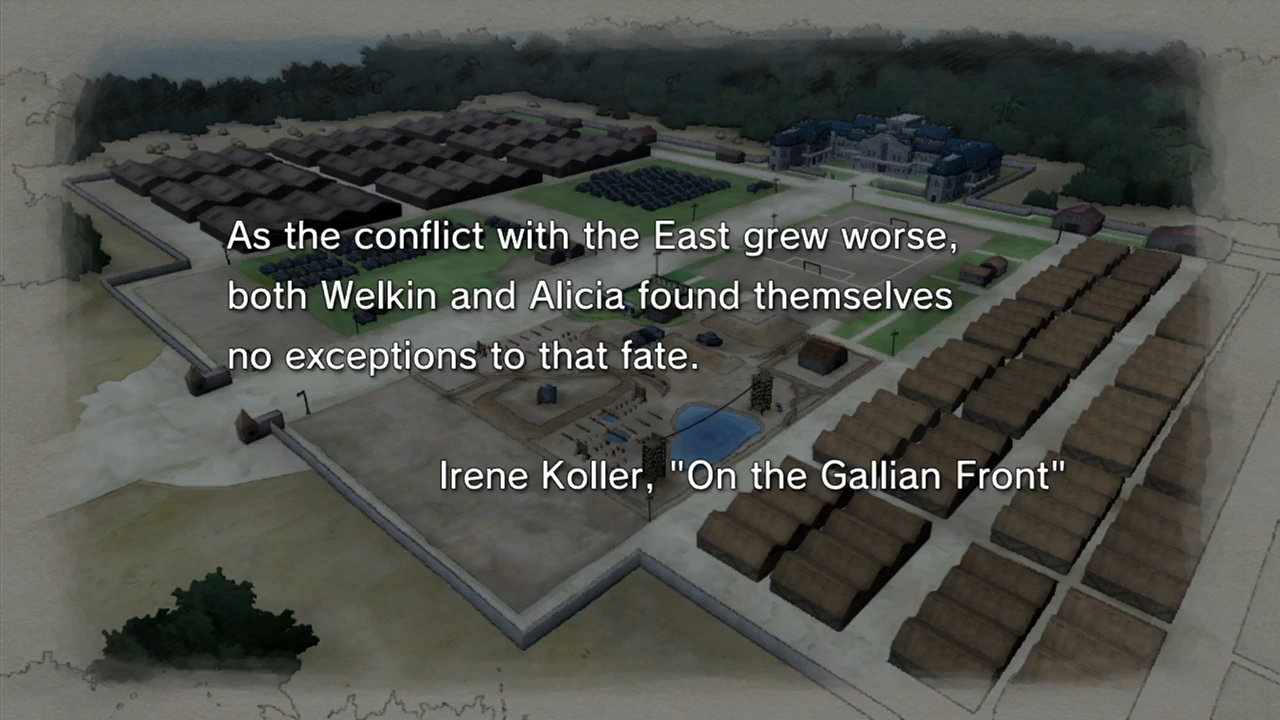 As the conflict with the East grew worse,
both Welkin and Alicia found themselves
no exceptions to that fate.
Irene Koller, "On the Gallian Front"